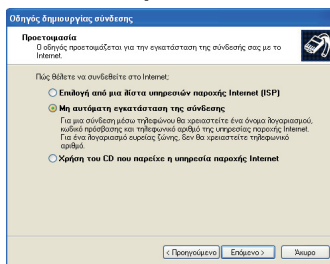 Οδηγός δημιουργίας σύνδεσης
Προετοιμασία
Ο οδηγός προετοιμάζεται για την εγκατάσταση της σύνδεσής σας με το
Internet.
Πώς θέλετε να συνδεθείτε στο Internet;
Επιλογή από μια λίστα υπηρεσιών παροχής Internet (ISP)
Μη αυτόματη εγκατάσταση της σύνδεσης
Για μια σύνδεση μέσω τηλεφώνου θα χρειαστείτε ένα όνομα λογαριασμού,
κωδικό πρόσβασης και τηλεφωνικό αριθμό της υπηρεσίας παροχής Internet.
Για ένα λογαριασμό ευρείας ζώνης, δεν θα χρειαστείτε τηλεφωνικό
αριθμό.
Χρήση του CD που παρείχε η υπηρεσία παροχής Internet
< Προηγούμενο Επόμενο > Άκυρο